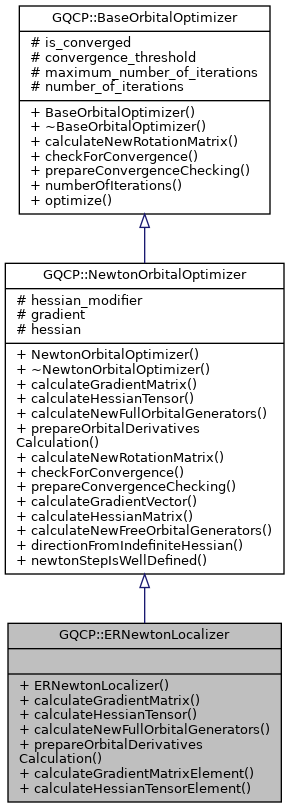 GQCP::BaseOrbitalOptimizer
# is_converged
# convergence_threshold
# maximum_number_of_iterations
# number_of_iterations
+ BaseOrbitalOptimizer()
+ ~BaseOrbitalOptimizer()
+ calculateNewRotationMatrix()
+ checkForConvergence()
+ prepareConvergenceChecking()
+ numberOfIterations()
+ optimize()
GQCP::NewtonOrbitalOptimizer
# hessian_modifier
# gradient
# hessian
+ NewtonOrbitalOptimizer()
+ ~NewtonOrbitalOptimizer()
+ calculateGradientMatrix()
+ calculateHessianTensor()
+ calculateNewFullOrbitalGenerators()
+ prepareOrbitalDerivatives
Calculation()
+ calculateNewRotationMatrix()
+ checkForConvergence()
+ prepareConvergenceChecking()
+ calculateGradientVector()
+ calculateHessianMatrix()
+ calculateNewFreeOrbitalGenerators()
+ directionFromIndefiniteHessian()
+ newtonStepIsWellDefined()
GQCP::ERNewtonLocalizer
+ ERNewtonLocalizer()
+ calculateGradientMatrix()
+ calculateHessianTensor()
+ calculateNewFullOrbitalGenerators()
+ prepareOrbitalDerivatives
Calculation()
+ calculateGradientMatrixElement()
+ calculateHessianTensorElement()